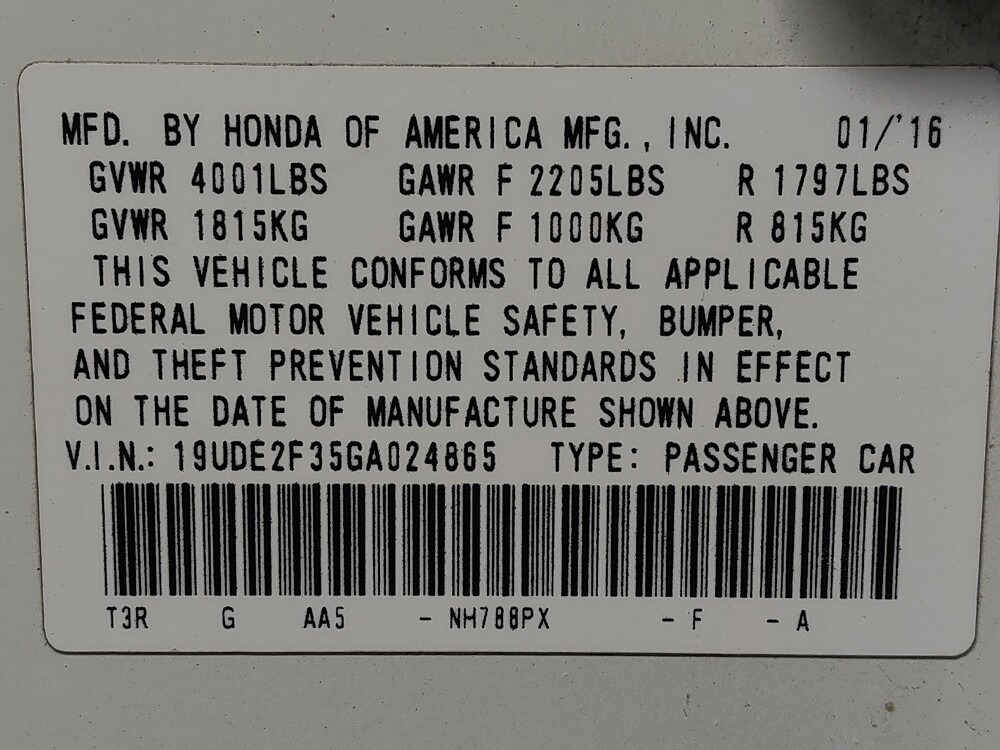 MFD. BY HONDA OF AMERICA MFG., INC. 01/'16
GVWR 4001LBS GAWR F 2205LBS R 1797LBS
GVWR 1815KG GAWR F 1000KG R 815KG
THIS VEHICLE CONFORMS TO ALL APPLICABLE
FEDERAL MOTOR VEHICLE SAFETY, BUMPER,
AND THEFT PREVENTION STANDARDS IN EFFECT
ON THE DATE OF MANUFACTURE SHOWN ABOVE.
V.I.N.: 19UDE2F35GA024865 TYPE: PASSENGER CAR
T3R G AA5 - NH788PX - F - A